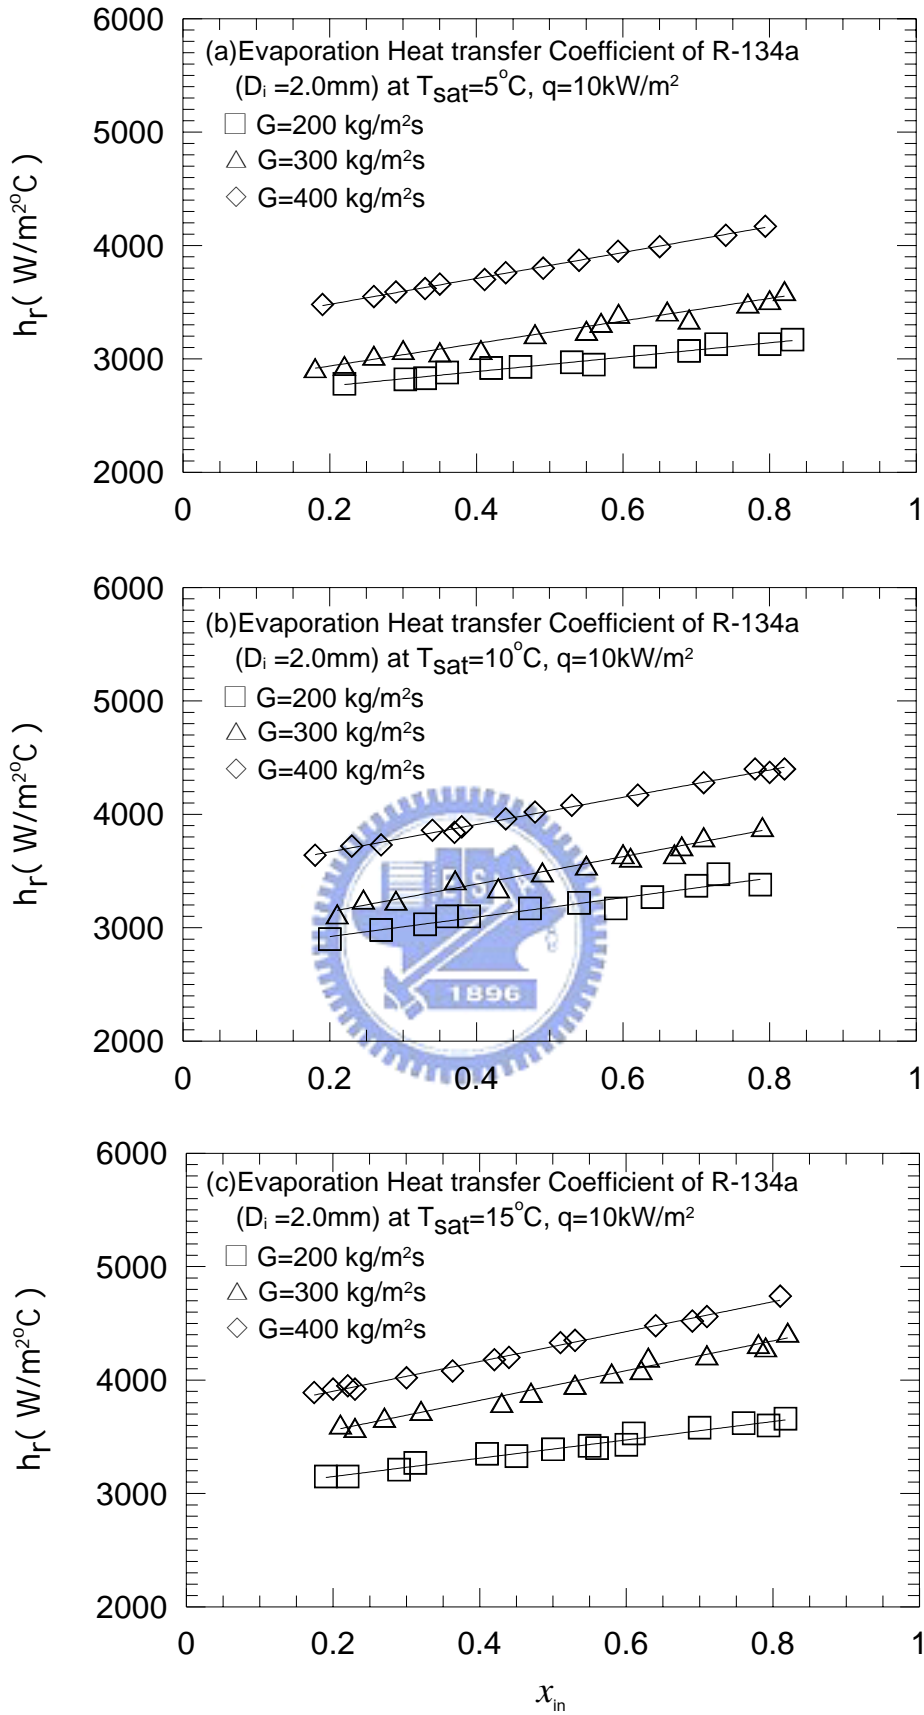 6000
(a)Evaporation Heat transfer Coefficient of R-134a
(Dᵢ =2.0mm) at Tsat=5°C, q=10kW/m²
G=200 kg/m²s
G=300 kg/m²s
G=400 kg/m²s
5000
4000
3000
2000
hr( W/m²°C )
0 0.2 0.4 0.6 0.8 1
6000
(b)Evaporation Heat transfer Coefficient of R-134a
(Dᵢ =2.0mm) at Tsat=10°C, q=10kW/m²
G=200 kg/m²s
G=300 kg/m²s
G=400 kg/m²s
5000
4000
3000
2000
hr( W/m²°C )
E S A
1896
0 0.2 0.4 0.6 0.8 1
6000
(c)Evaporation Heat transfer Coefficient of R-134a
(Dᵢ =2.0mm) at Tsat=15°C, q=10kW/m²
G=200 kg/m²s
G=300 kg/m²s
G=400 kg/m²s
5000
4000
3000
2000
hr( W/m²°C )
0 0.2 0.4 0.6 0.8 1
xin